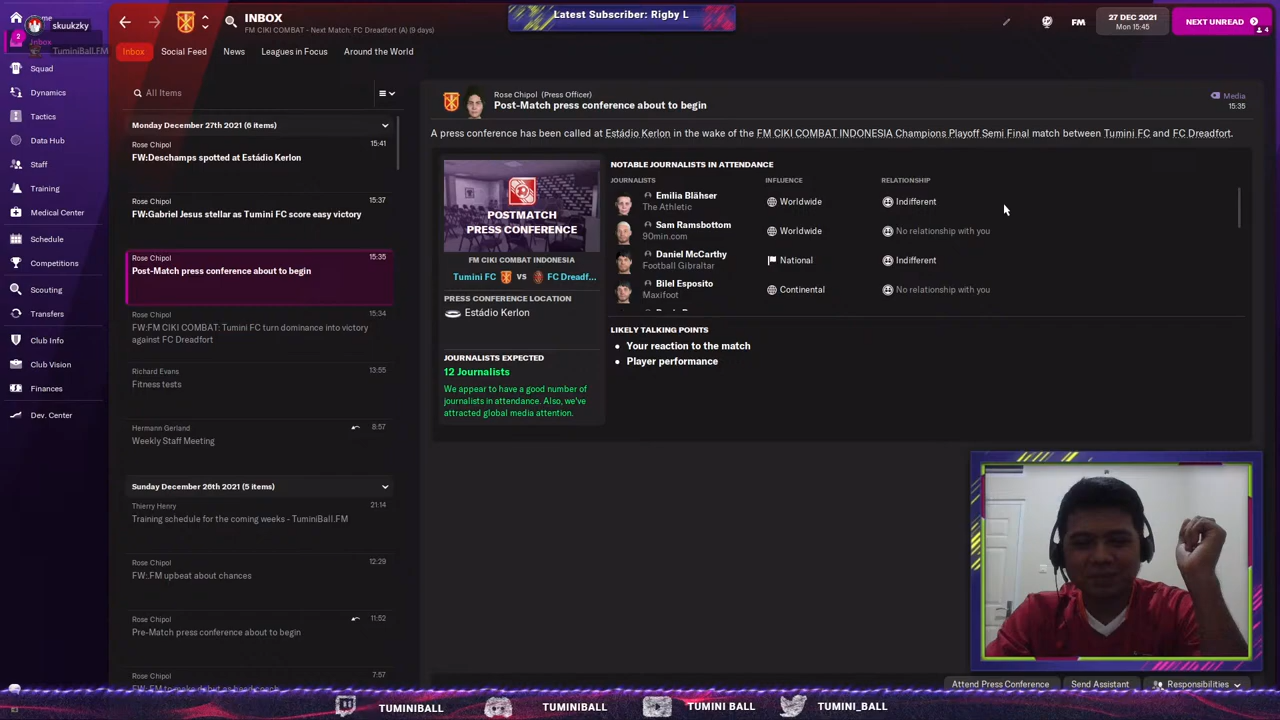 skuukzky
TuminiBall.FM
2
Inbox
Squad
Dynamics
Tactics
Data Hub
Staff
Training
Medical Center
Schedule
Competitions
Scouting
Transfers
Club Info
Club Vision
Finances
Dev. Center
INBOX
FM CIKI COMBAT - Next Match: FC Dreadfort (A) (9 days)
Latest Subscriber: Rigby L
FM
27 DEC 2021
Mon 15:45
NEXT UNREAD
4
Inbox
Social Feed
News
Leagues in Focus
Around the World
All Items
Monday December 27th 2021 (6 items)
Rose Chipol 15:41
FW:Deschamps spotted at Estádio Kerlon
Rose Chipol 15:37
FW:Gabriel Jesus stellar as Tumini FC score easy victory
Rose Chipol 15:35
Post-Match press conference about to begin
Rose Chipol 15:34
FW:FM CIKI COMBAT: Tumini FC turn dominance into victory
against FC Dreadfort
Richard Evans 13:55
Fitness tests
Hermann Gerland 8:57
Weekly Staff Meeting
Sunday December 26th 2021 (5 items)
Thierry Henry 21:14
Training schedule for the coming weeks - TuminiBall.FM
Rose Chipol 12:29
FW:.FM upbeat about chances
Rose Chipol 11:52
Pre-Match press conference about to begin
Rose Chipol 7:57
Rose Chipol (Press Officer)
Post-Match press conference about to begin
Media
15:35
A press conference has been called at Estádio Kerlon in the wake of the FM CIKI COMBAT INDONESIA Champions Playoff Semi Final match between Tumini FC and FC Dreadfort.
POSTMATCH
PRESS CONFERENCE
FM CIKI COMBAT INDONESIA
Tumini FC VS FC Dreadf...
PRESS CONFERENCE LOCATION
Estádio Kerlon
JOURNALISTS EXPECTED
12 Journalists
We appear to have a good number of
journalists in attendance. Also, we've
attracted global media attention.
NOTABLE JOURNALISTS IN ATTENDANCE
JOURNALISTS INFLUENCE RELATIONSHIP
Emilia Blähser
The Athletic
Worldwide
Indifferent
Sam Ramsbottom
90min.com
Worldwide
No relationship with you
Daniel McCarthy
Football Gibraltar
National
Indifferent
Bilel Esposito
Maxifoot
Continental
No relationship with you
LIKELY TALKING POINTS
Your reaction to the match
Player performance
Attend Press Conference
Send Assistant
Responsibilities
TUMINIBALL
TUMINIBALL
TUMINI BALL
TUMINI_BALL